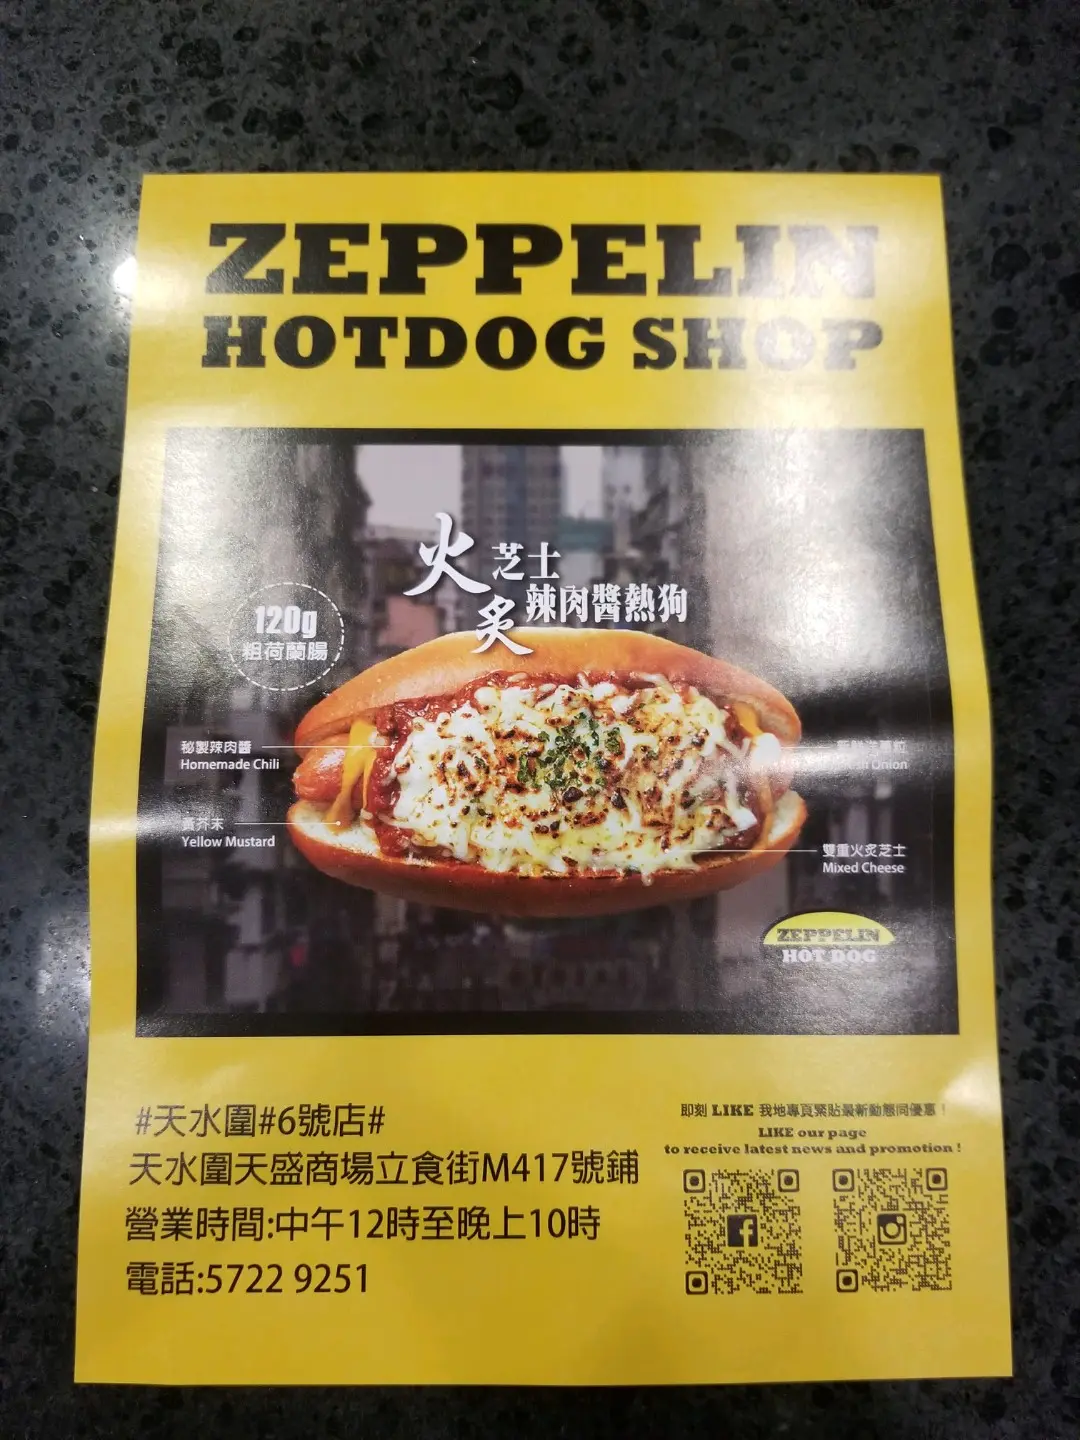 ZEPPELIN
HOTDOG SHOP
火炙
芝士
辣肉醬熱狗
120g
粗荷蘭腸
秘製辣肉醬
Homemade Chili
黃芥末
Yellow Mustard
Onion
雙重火炙芝士
Mixed Cheese
ZEPPELIN
HOT DOG
#天水圍#6號店#
天水圍天盛商場立食街M417號鋪
營業時間:中午12時至晚上10時
電話:5722 9251
即刻 LIKE 我地專頁緊貼最新動態同優惠！
LIKE our page
to receive latest news and promotion !